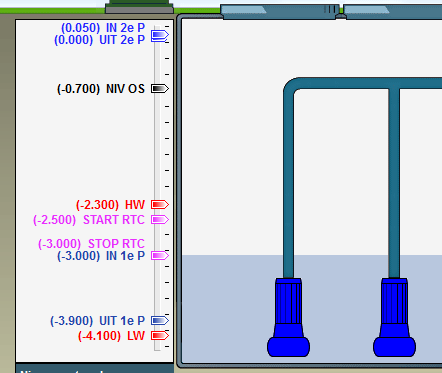 (0.050) IN 2e P
(0.000) UIT 2e P
(-0.700) NIV OS
(-2.300) HW
(-2.500) START RTC
(-3.000) STOP RTC
(-3.000) IN 1e P
(-3.900) UIT 1e P
(-4.100) LW